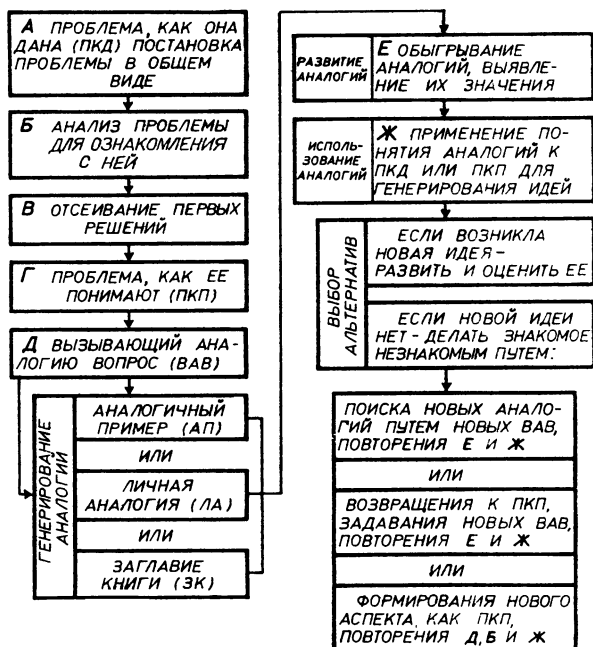 А ПРОБЛЕМА, КАК ОНА
ДАНА (ПКД) ПОСТАНОВКА
ПРОБЛЕМЫ В ОБЩЕМ
ВИДЕ
Б АНАЛИЗ ПРОБЛЕМЫ
ДЛЯ ОЗНАКОМЛЕНИЯ
С НЕЙ
В ОТСЕИВАНИЕ ПЕРВЫХ
РЕШЕНИЙ
Г ПРОБЛЕМА, КАК ЕЕ
ПОНИМАЮТ (ПКП)
Д ВЫЗЫВАЮЩИЙ АНА-
ЛОГИЮ ВОПРОС (ВАВ)
ГЕНЕРИРОВАНИЕ
АНАЛОГИИ
АНАЛОГИЧНЫЙ
ПРИМЕР (АП)
ИЛИ
ЛИЧНАЯ
АНАЛОГИЯ (ЛА)
ИЛИ
ЗАГЛАВИЕ
КНИГИ (ЗК)
РАЗВИТИЕ
АНАЛОГИЙ
Е ОБЫГРЫВАНИЕ
АНАЛОГИЙ, ВЫЯВЛЕ-
НИЕ ИХ ЗНАЧЕНИЯ
ИСПОЛЬ-
ЗОВАНИЕ
АНАЛОГИЙ
Ж ПРИМЕНЕНИЕ ПО-
НЯТИЯ АНАЛОГИЙ К
ПКД ИЛИ ПКП ДЛЯ
ГЕНЕРИРОВАНИЯ ИДЕЙ
ВЫБОР
АЛЬТЕРНАТИВ
ЕСЛИ ВОЗНИКЛА
НОВАЯ ИДЕЯ-
РАЗВИТЬ И ОЦЕНИТЬ ЕЕ
ЕСЛИ НОВОЙ ИДЕИ
НЕТ-ДЕЛАТЬ ЗНАКОМОЕ
НЕЗНАКОМЫМ ПУТЕМ:
ПОИСКА НОВЫХ АНАЛО-
ГИЙ ПУТЕМ НОВЫХ ВАВ,
ПОВТОРЕНИЯ Е И Ж
ИЛИ
ВОЗВРАЩЕНИЯ К ПКП,
ЗАДАВАНИЯ НОВЫХ ВАВ,
ПОВТОРЕНИЯ Е И Ж
ИЛИ
ФОРМИРОВАНИЯ НОВОГО
АСПЕКТА, КАК ПКП,
ПОВТОРЕНИЯ Д, Б И Ж